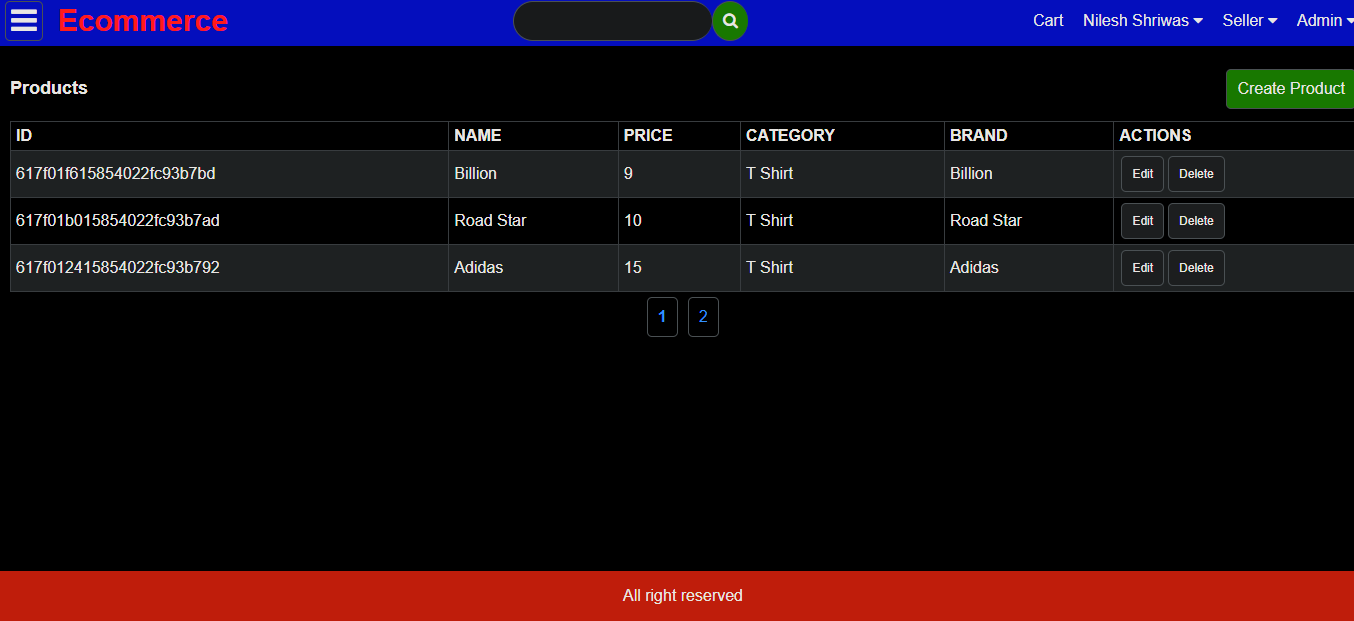 Ecommerce Cart Nilesh Shriwas Seller Admin
Products Create Product
ID NAME PRICE CATEGORY BRAND ACTIONS
617f01f615854022fc93b7bd Billion 9 T Shirt Billion Edit Delete
617f01b015854022fc93b7ad Road Star 10 T Shirt Road Star Edit Delete
617f012415854022fc93b792 Adidas 15 T Shirt Adidas Edit Delete
1 2
All right reserved